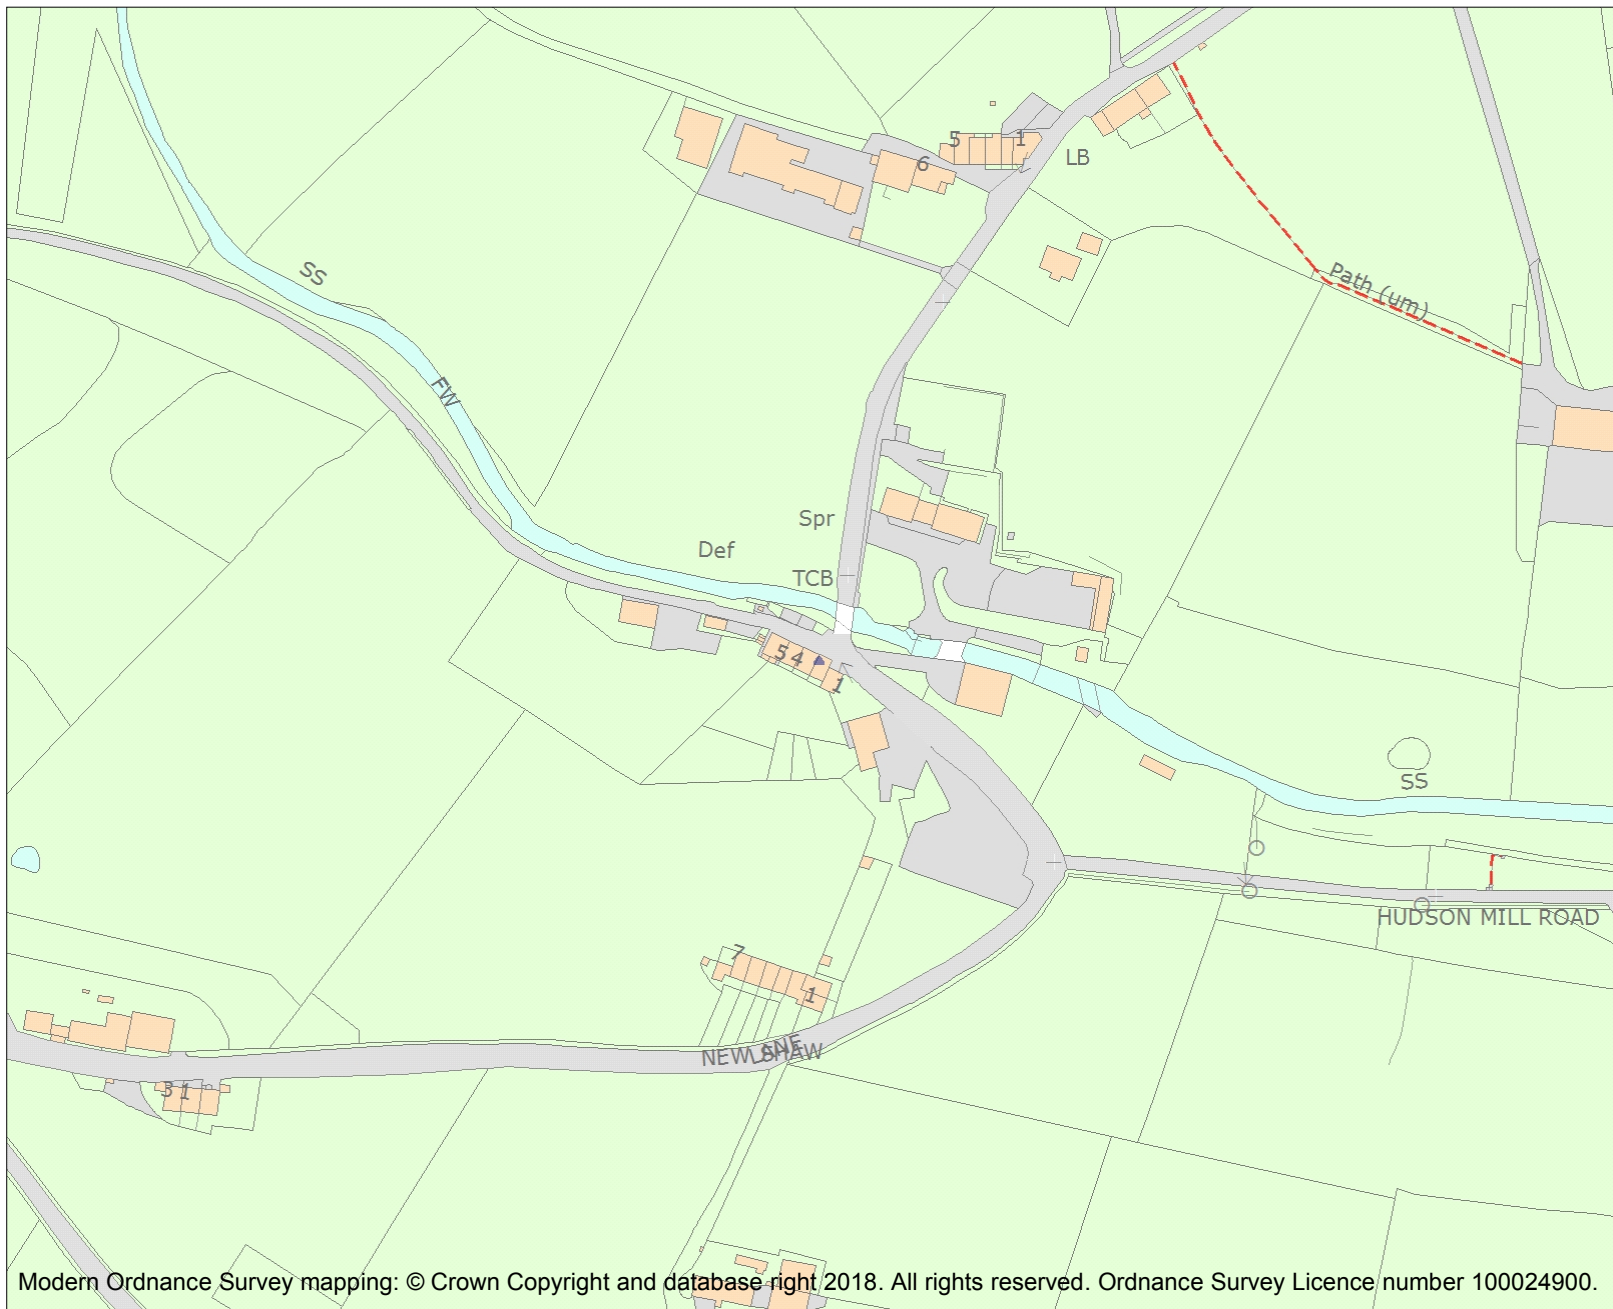 5
1
LB
6
SS
Path (um)
FW
Spr
Def
TCB
5 4
1
SS
HUDSON MILL ROAD
7
1
NEW SHAW
LANE
3 1
Modern Ordnance Survey mapping: © Crown Copyright and database right 2018. All rights reserved. Ordnance Survey Licence number 100024900.